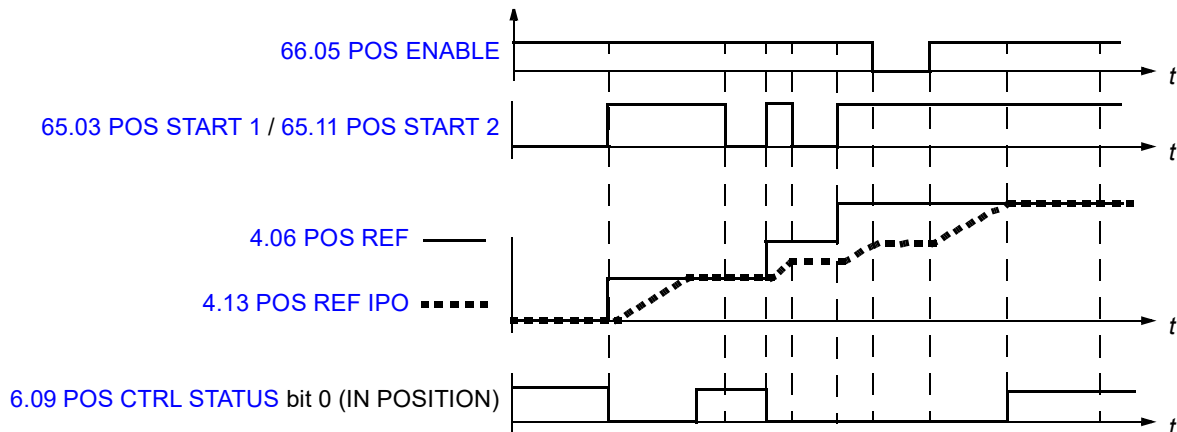 66.05 POS ENABLE
t
65.03 POS START 1 / 65.11 POS START 2
t
4.06 POS REF
4.13 POS REF IPO
t
6.09 POS CTRL STATUS bit 0 (IN POSITION)
t